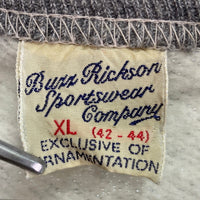 Buzz Rickson
Sportswear
Company
XL (42-44)
EXCLUSIVE OF
RNAMENTATION